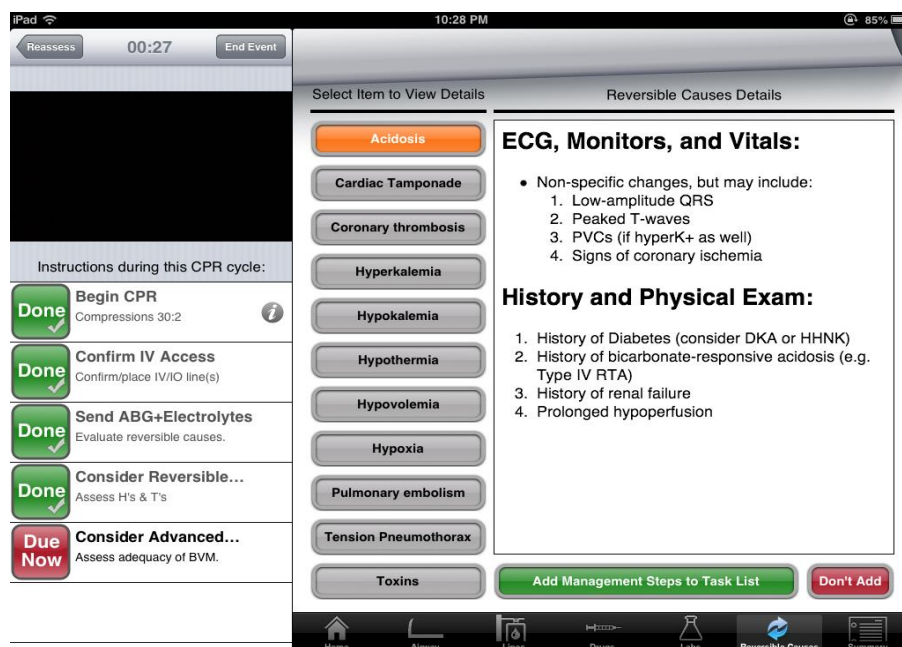 iPad
10:28 PM
85%
Reassess
00:27
End Event
Instructions during this CPR cycle:
Done
Begin CPR
Compressions 30:2
i
Done
Confirm IV Access
Confirm/place IV/IO line(s)
Done
Send ABG+Electrolytes
Evaluate reversible causes.
Done
Consider Reversible...
Assess H's & T's
Due
Now
Consider Advanced...
Assess adequacy of BVM.
Select Item to View Details
Acidosis
Cardiac Tamponade
Coronary thrombosis
Hyperkalemia
Hypokalemia
Hypothermia
Hypovolemia
Hypoxia
Pulmonary embolism
Tension Pneumothorax
Toxins
Reversible Causes Details
ECG, Monitors, and Vitals:
• Non-specific changes, but may include:
1. Low-amplitude QRS
2. Peaked T-waves
3. PVCs (if hyperK+ as well)
4. Signs of coronary ischemia
History and Physical Exam:
1. History of Diabetes (consider DKA or HHNK)
2. History of bicarbonate-responsive acidosis (e.g.
Type IV RTA)
3. History of renal failure
4. Prolonged hypoperfusion
Add Management Steps to Task List
Don't Add
Home
Airway
Lines
Drugs
Labs
Reversible Causes
Summary